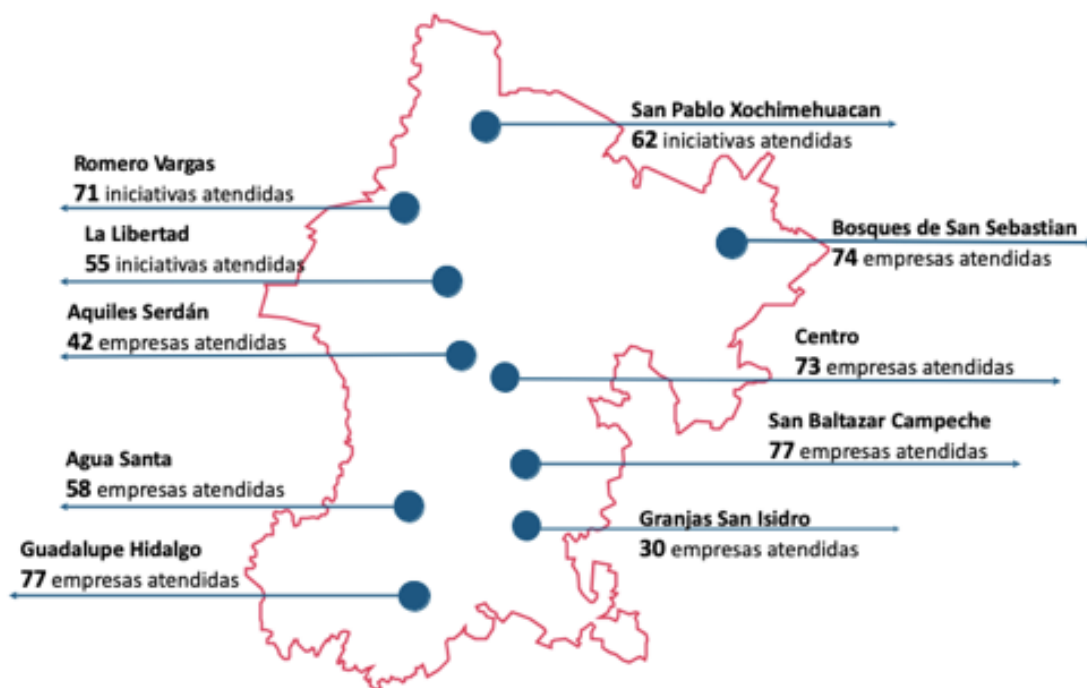 San Pablo Xochimehuacan
62 iniciativas atendidas
Romero Vargas
71 iniciativas atendidas
La Libertad
55 iniciativas atendidas
Bosques de San Sebastian
74 empresas atendidas
Aquiles Serdán
42 empresas atendidas
Centro
73 empresas atendidas
San Baltazar Campeche
77 empresas atendidas
Agua Santa
58 empresas atendidas
Granjas San Isidro
30 empresas atendidas
Guadalupe Hidalgo
77 empresas atendidas